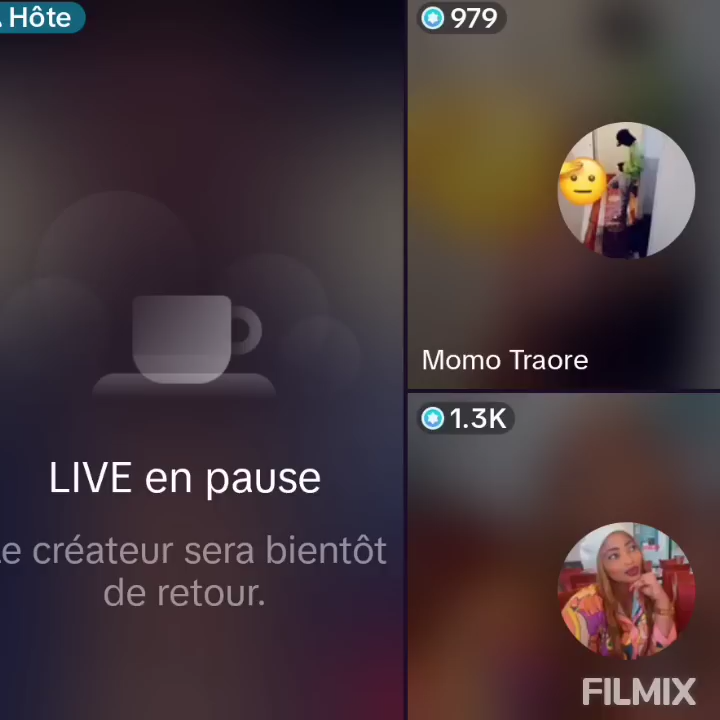 Hôte
979
Momo Traore
1.3K
LIVE en pause
e créateur sera bientôt
de retour.
FILMIX